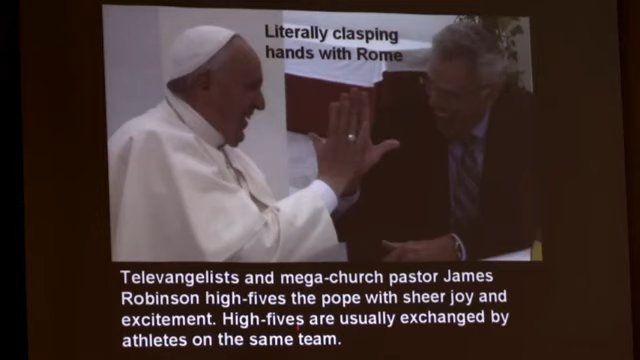 Literally clasping
hands with Rome
Televangelists and mega-church pastor James
Robinson high-fives the pope with sheer joy and
excitement. High-fives are usually exchanged by
athletes on the same team.